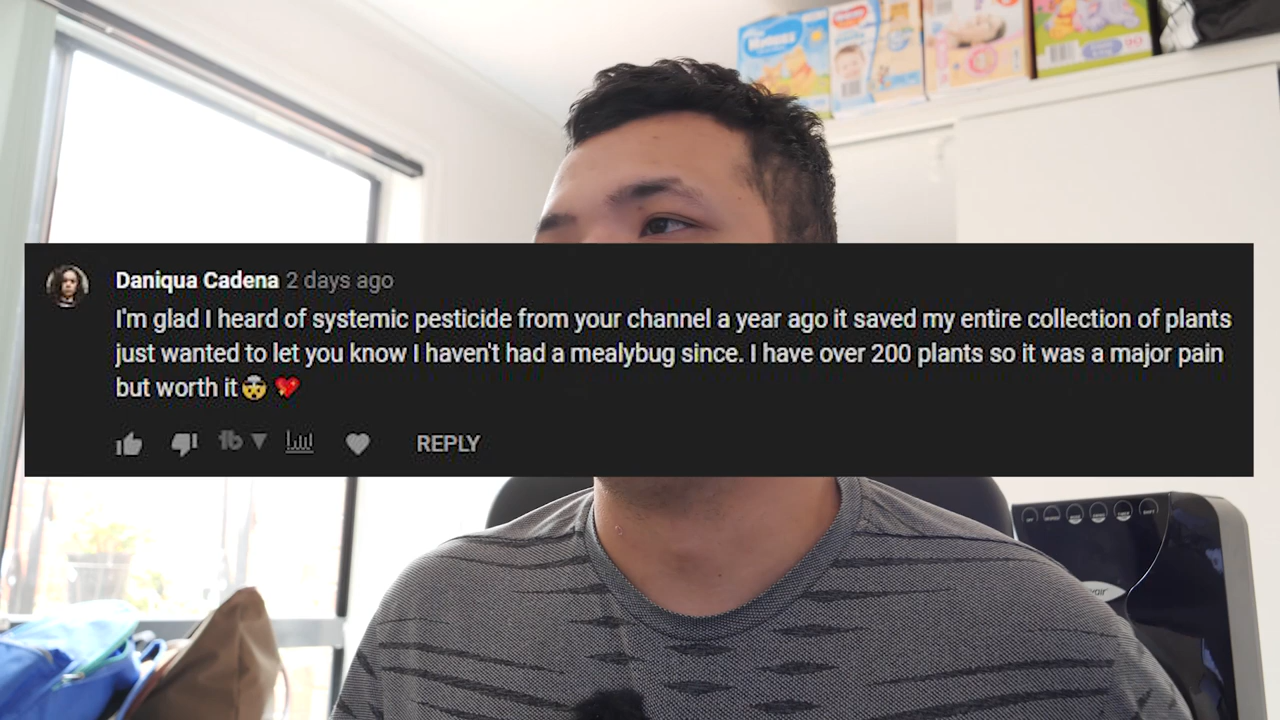 Huggies
90
Daniqua Cadena 2 days ago
I'm glad I heard of systemic pesticide from your channel a year ago it saved my entire collection of plants
just wanted to let you know I haven't had a mealybug since. I have over 200 plants so it was a major pain
but worth it🤯 💖
REPLY